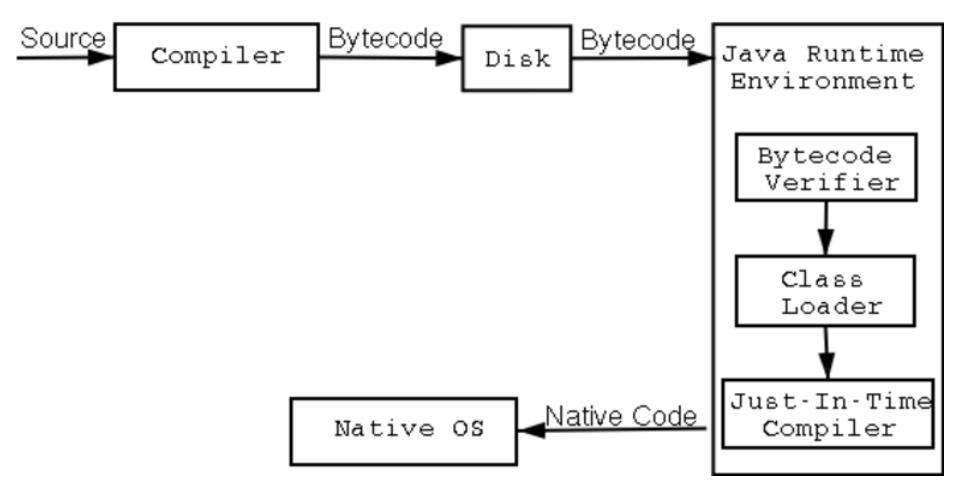 Source
Compiler
Bytecode
Disk
Bytecode
Java Runtime
Environment
Bytecode
Verifier
Class
Loader
Just-In-Time
Compiler
Native Code
Native OS